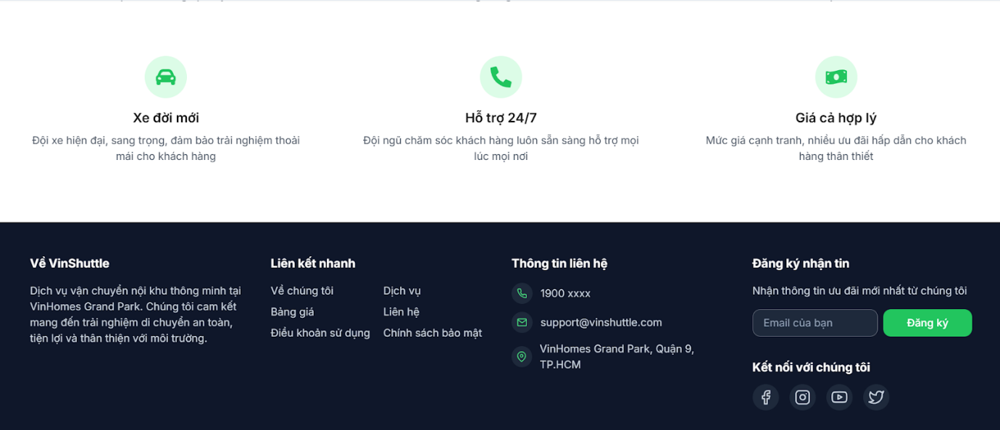 Xe đời mới
Đội xe hiện đại, sang trọng, đảm bảo trải nghiệm thoải
mái cho khách hàng
Hỗ trợ 24/7
Đội ngũ chăm sóc khách hàng luôn sẵn sàng hỗ trợ mọi
lúc mọi nơi
Giá cả hợp lý
Mức giá cạnh tranh, nhiều ưu đãi hấp dẫn cho khách
hàng thân thiết
Về VinShuttle
Dịch vụ vận chuyển nội khu thông minh tại
VinHomes Grand Park. Chúng tôi cam kết
mang đến trải nghiệm di chuyển an toàn,
tiện lợi và thân thiện với môi trường.
Liên kết nhanh
Về chúng tôi
Dịch vụ
Bảng giá
Liên hệ
Điều khoản sử dụng
Chính sách bảo mật
Thông tin liên hệ
1900 xxxx
support@vinshuttle.com
VinHomes Grand Park, Quận 9,
TP.HCM
Đăng ký nhận tin
Nhận thông tin ưu đãi mới nhất từ chúng tôi
Email của bạn
Đăng ký
Kết nối với chúng tôi